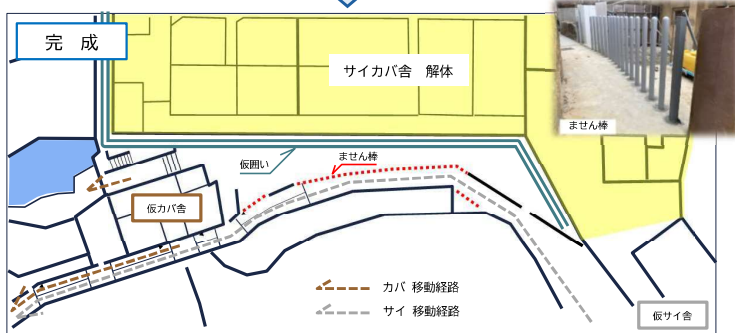 完 成
サイカバ舎 解体
ません棒
仮囲い
ません棒
仮カバ舎
カバ 移動経路
サイ 移動経路
仮サイ舎